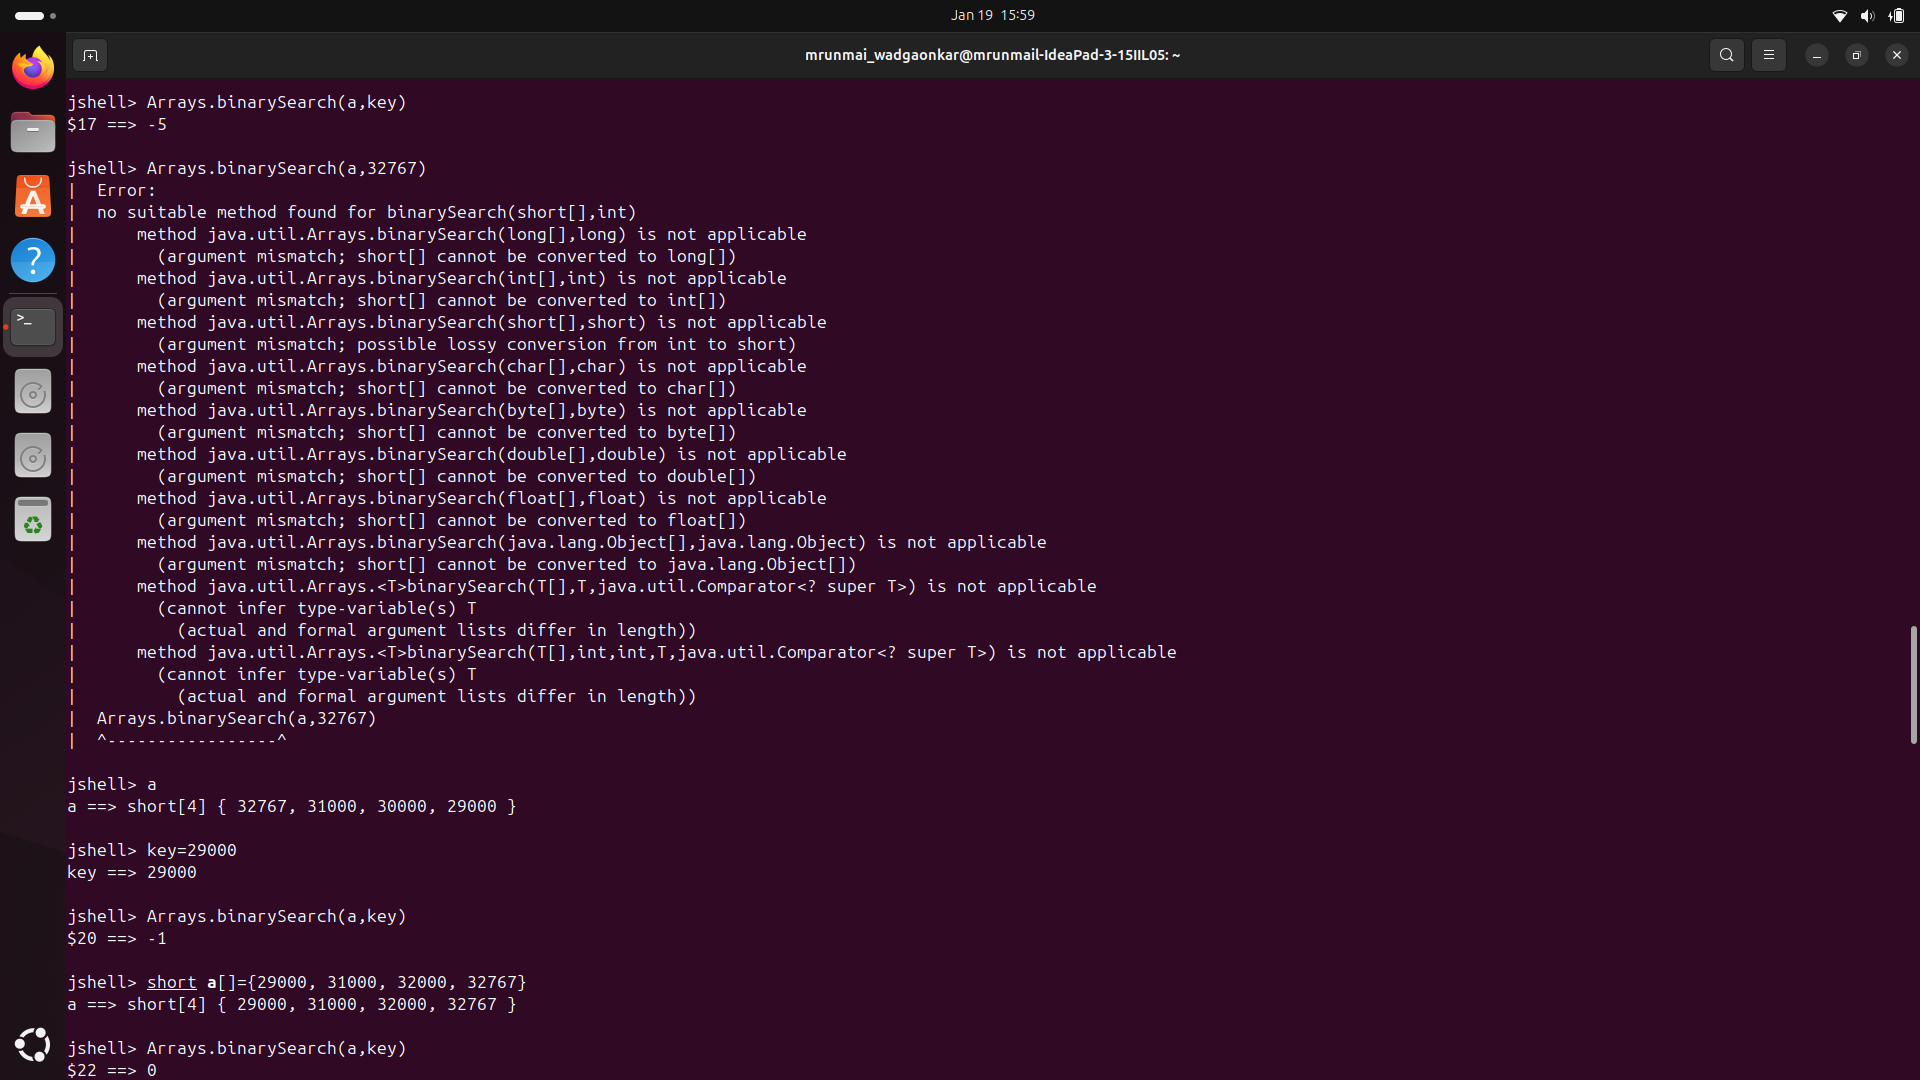 Jan 19 15:59
mrunmai_wadgaonkar@mrunmail-IdeaPad-3-15IIL05: ~
jshell> Arrays.binarySearch(a,key)
$17 ==> -5
jshell> Arrays.binarySearch(a,32767)
|  Error:
|  no suitable method found for binarySearch(short[],int)
|      method java.util.Arrays.binarySearch(long[],long) is not applicable
|        (argument mismatch; short[] cannot be converted to long[])
|      method java.util.Arrays.binarySearch(int[],int) is not applicable
|        (argument mismatch; short[] cannot be converted to int[])
|      method java.util.Arrays.binarySearch(short[],short) is not applicable
|        (argument mismatch; possible lossy conversion from int to short)
|      method java.util.Arrays.binarySearch(char[],char) is not applicable
|        (argument mismatch; short[] cannot be converted to char[])
|      method java.util.Arrays.binarySearch(byte[],byte) is not applicable
|        (argument mismatch; short[] cannot be converted to byte[])
|      method java.util.Arrays.binarySearch(double[],double) is not applicable
|        (argument mismatch; short[] cannot be converted to double[])
|      method java.util.Arrays.binarySearch(float[],float) is not applicable
|        (argument mismatch; short[] cannot be converted to float[])
|      method java.util.Arrays.binarySearch(java.lang.Object[],java.lang.Object) is not applicable
|        (argument mismatch; short[] cannot be converted to java.lang.Object[])
|      method java.util.Arrays.<T>binarySearch(T[],T,java.util.Comparator<? super T>) is not applicable
|        (cannot infer type-variable(s) T
|          (actual and formal argument lists differ in length))
|      method java.util.Arrays.<T>binarySearch(T[],int,int,T,java.util.Comparator<? super T>) is not applicable
|        (cannot infer type-variable(s) T
|          (actual and formal argument lists differ in length))
|  Arrays.binarySearch(a,32767)
|  ^-----------------^
jshell> a
a ==> short[4] { 32767, 31000, 30000, 29000 }
jshell> key=29000
key ==> 29000
jshell> Arrays.binarySearch(a,key)
$20 ==> -1
jshell> short a[]={29000, 31000, 32000, 32767}
a ==> short[4] { 29000, 31000, 32000, 32767 }
jshell> Arrays.binarySearch(a,key)
$22 ==> 0